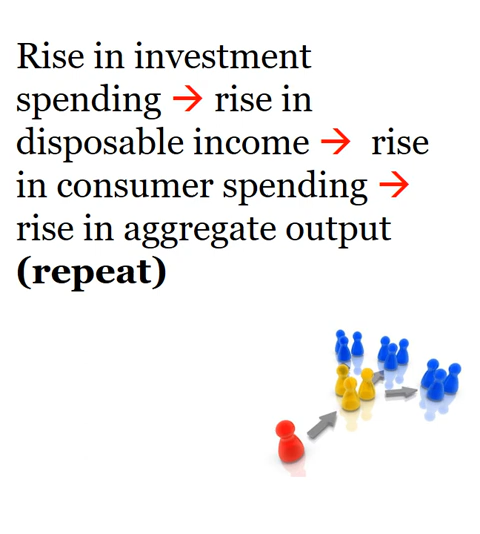 Rise in investment
spending → rise in
disposable income → rise
in consumer spending →
rise in aggregate output
(repeat)